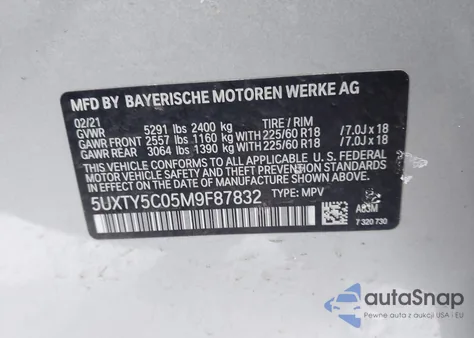 MFD BY BAYERISCHE MOTOREN WERKE AG
02/21
TIRE / RIM
GVWR 5291 lbs 2400 kg
GAWR FRONT 2557 lbs 1160 kg 225/60 R18 /7.0J x 18
GAWR REAR 3064 lbs 1390 kg 225/60 R18 /7.0J x 18
THIS VEHICLE CONFORMS TO ALL APPLICABLE U.S. FEDERAL
MOTOR VEHICLE SAFETY AND THEFT PREVENTION STANDARDS
IN EFFECT ON THE DATE OF MANUFACTURE SHOWN ABOVE.
5UXTY5C05M9F87832 TYPE: MPV
A83M
7 320 730
autoSnap
Pewne auta z aukcji USA i EU